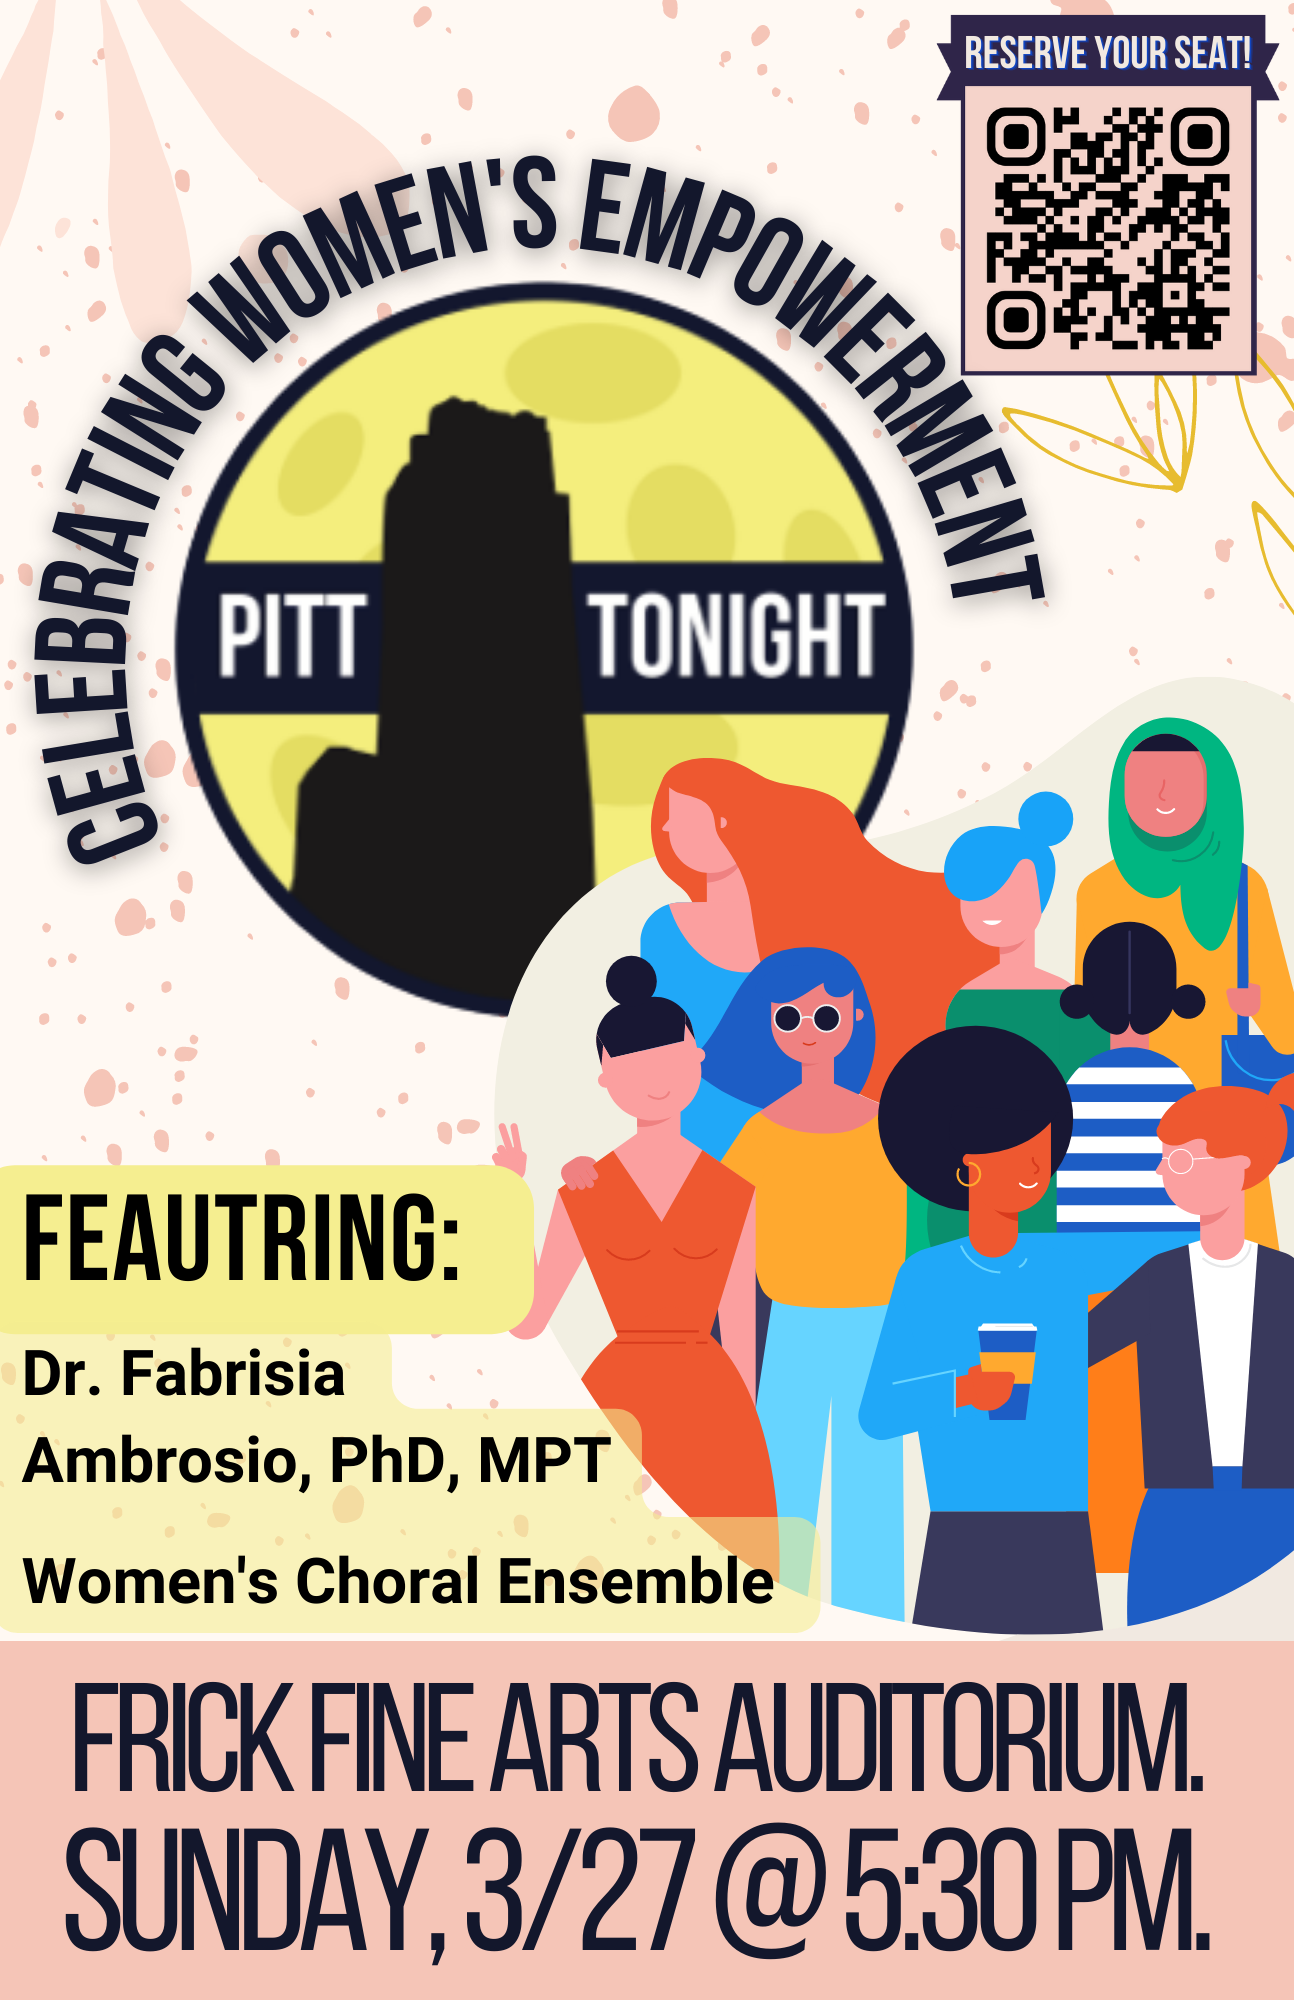 RESERVE YOUR SEAT!
CELEBRATING WOMEN'S EMPOWERMENT
PITT TONIGHT
FEAUTRING:
Dr. Fabrisia
Ambrosio, PhD, MPT
Women's Choral Ensemble
FRICK FINE ARTS AUDITORIUM.
SUNDAY, 3/27 @ 5:30 PM.